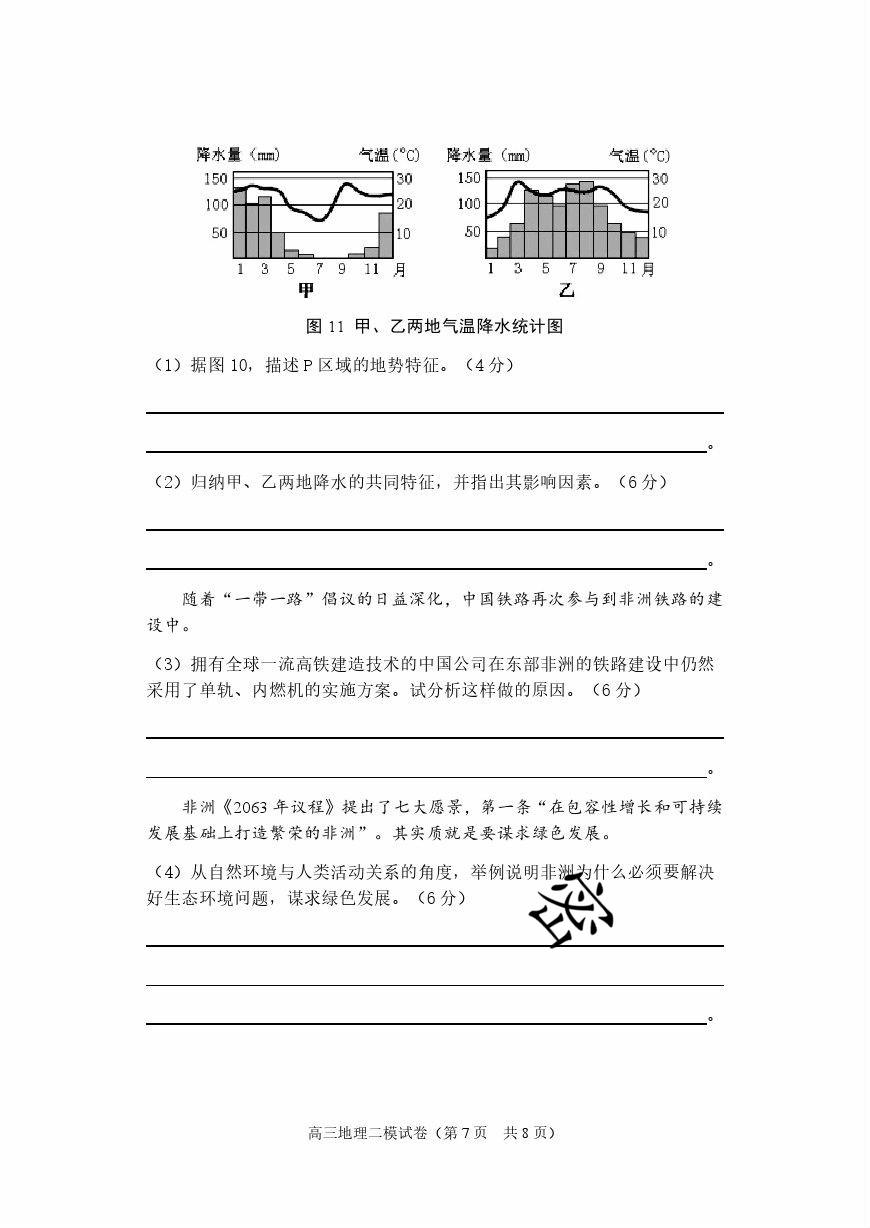 降水量（mm） 气温(℃) 降水量（mm） 气温(℃)
150 30 150 30
100 20 100 20
50 10 50 10
1 3 5 7 9 11 月 1 3 5 7 9 11 月
甲 乙
图 11 甲、乙两地气温降水统计图
（1）据图 10，描述 P 区域的地势特征。（4 分）
。
（2）归纳甲、乙两地降水的共同特征，并指出其影响因素。（6 分）
。
随着“一带一路”倡议的日益深化，中国铁路再次参与到非洲铁路的建
设中。
（3）拥有全球一流高铁建造技术的中国公司在东部非洲的铁路建设中仍然
采用了单轨、内燃机的实施方案。试分析这样做的原因。（6 分）
。
非洲《2063 年议程》提出了七大愿景，第一条“在包容性增长和可持续
发展基础上打造繁荣的非洲”。其实质就是要谋求绿色发展。
（4）从自然环境与人类活动关系的角度，举例说明非洲为什么必须要解决
好生态环境问题，谋求绿色发展。（6 分）
密
。
高三地理二模试卷（第 7 页 共 8 页）